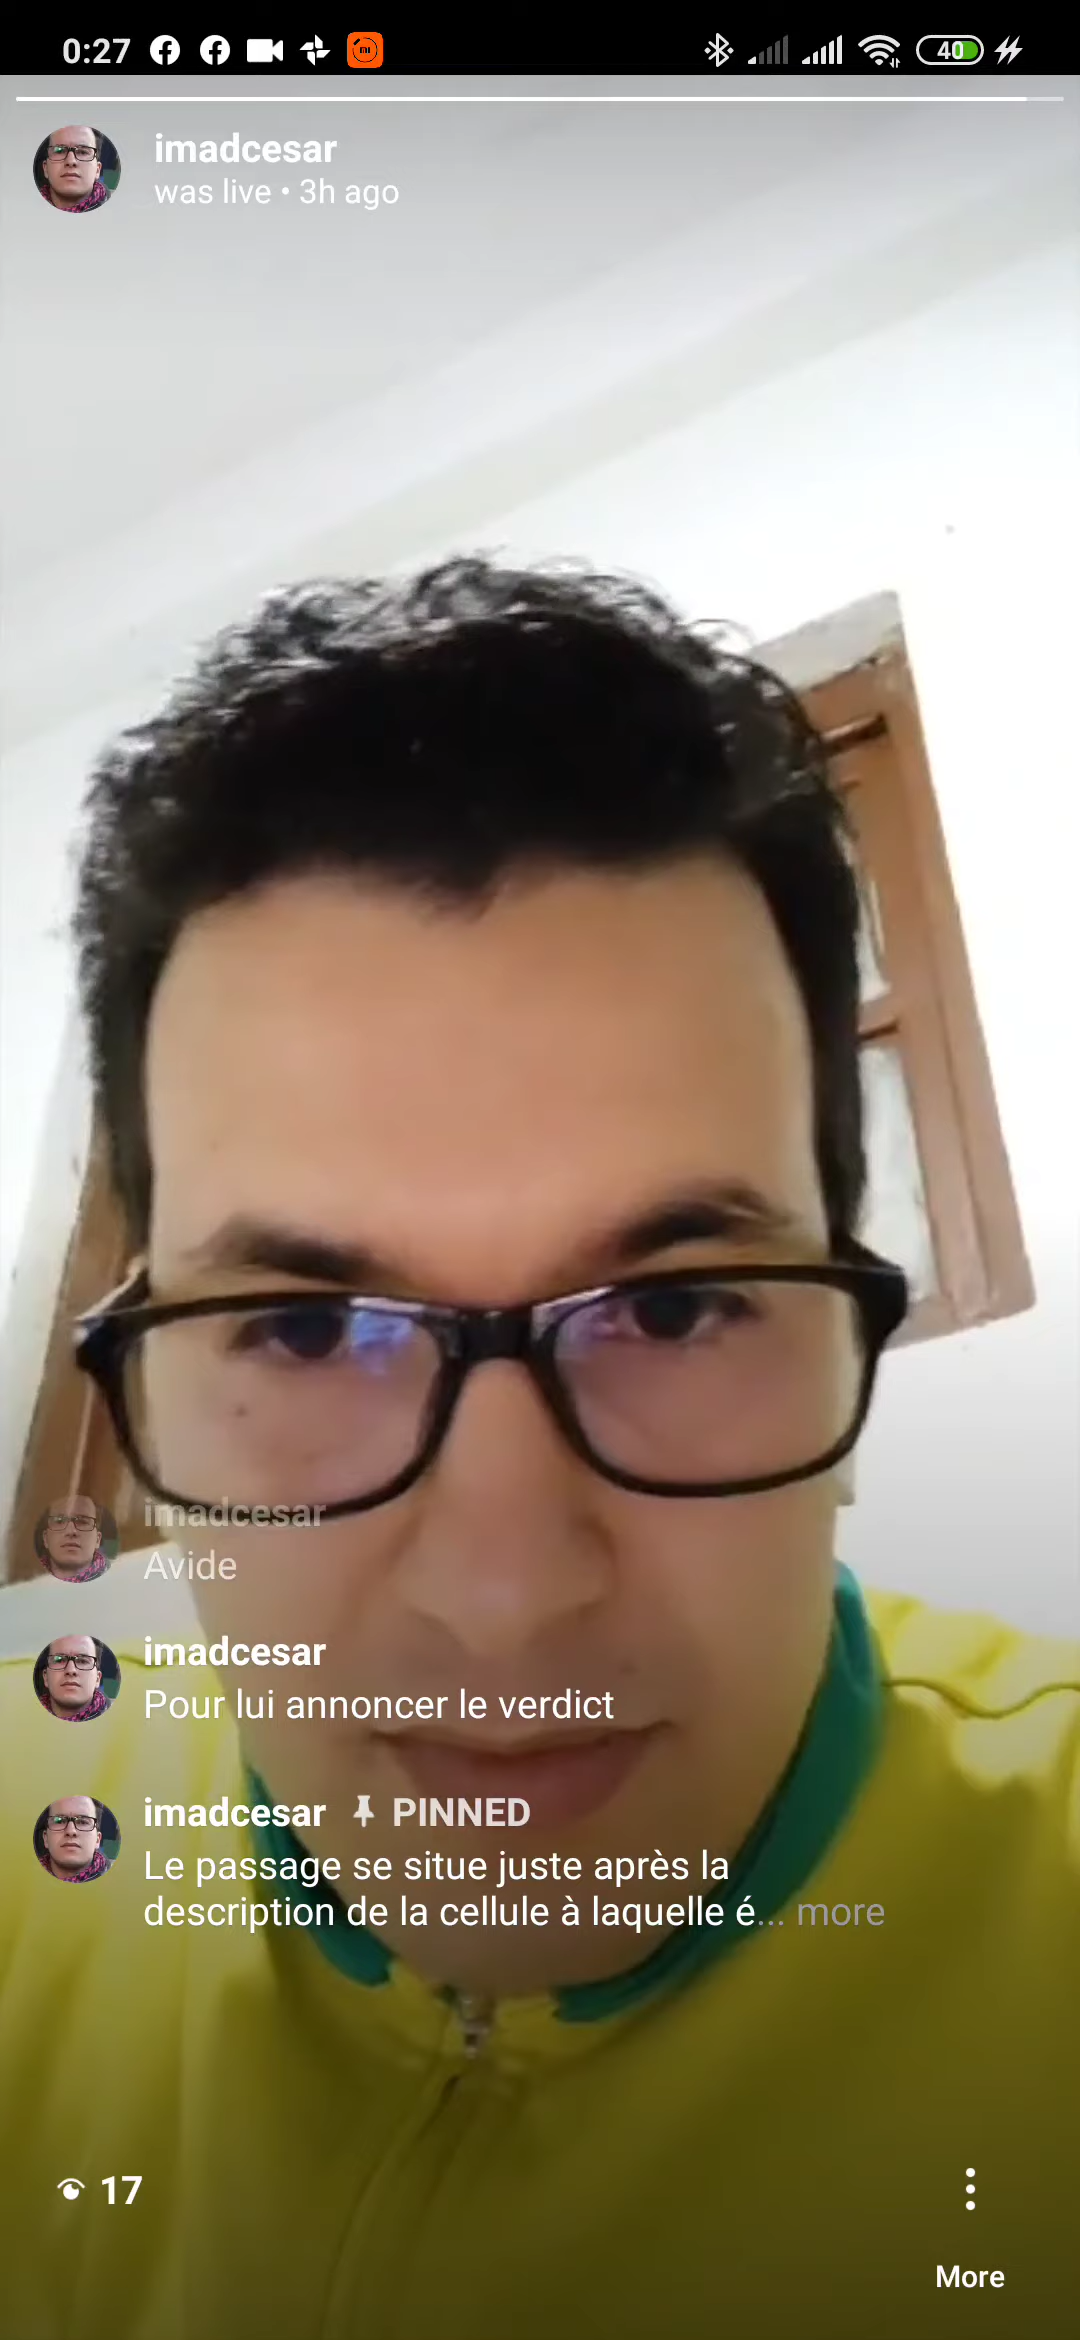 0:27
40
imadcesar
was live • 3h ago
imadcesar
Avide
imadcesar
Pour lui annoncer le verdict
imadcesar PINNED
Le passage se situe juste après la
description de la cellule à laquelle é... more
17
More